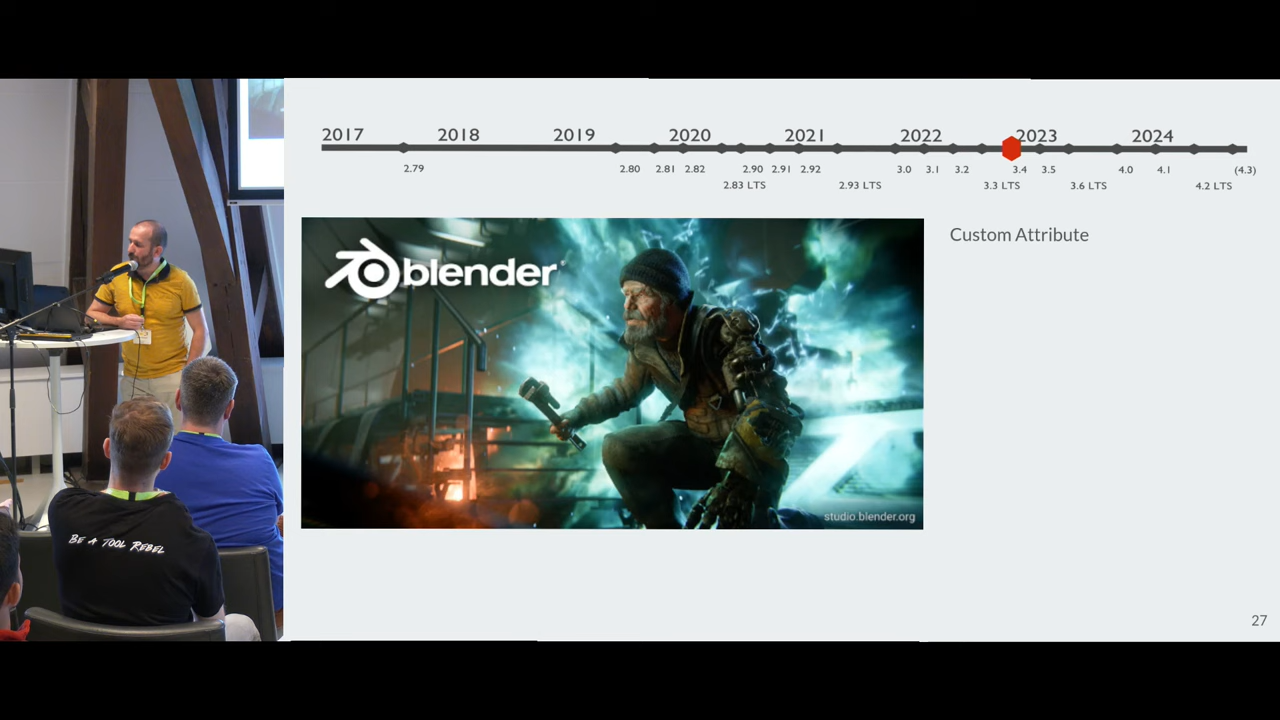 2017 2018 2019 2020 2021 2022 2023 2024
2.79 2.80 2.81 2.82 2.90 2.91 2.92 3.0 3.1 3.2 3.4 3.5 4.0 4.1 (4.3)
2.83 LTS 2.93 LTS 3.3 LTS 3.6 LTS 4.2 LTS
blender
Custom Attribute
studio.blender.org
BE A TOOL REBEL
27